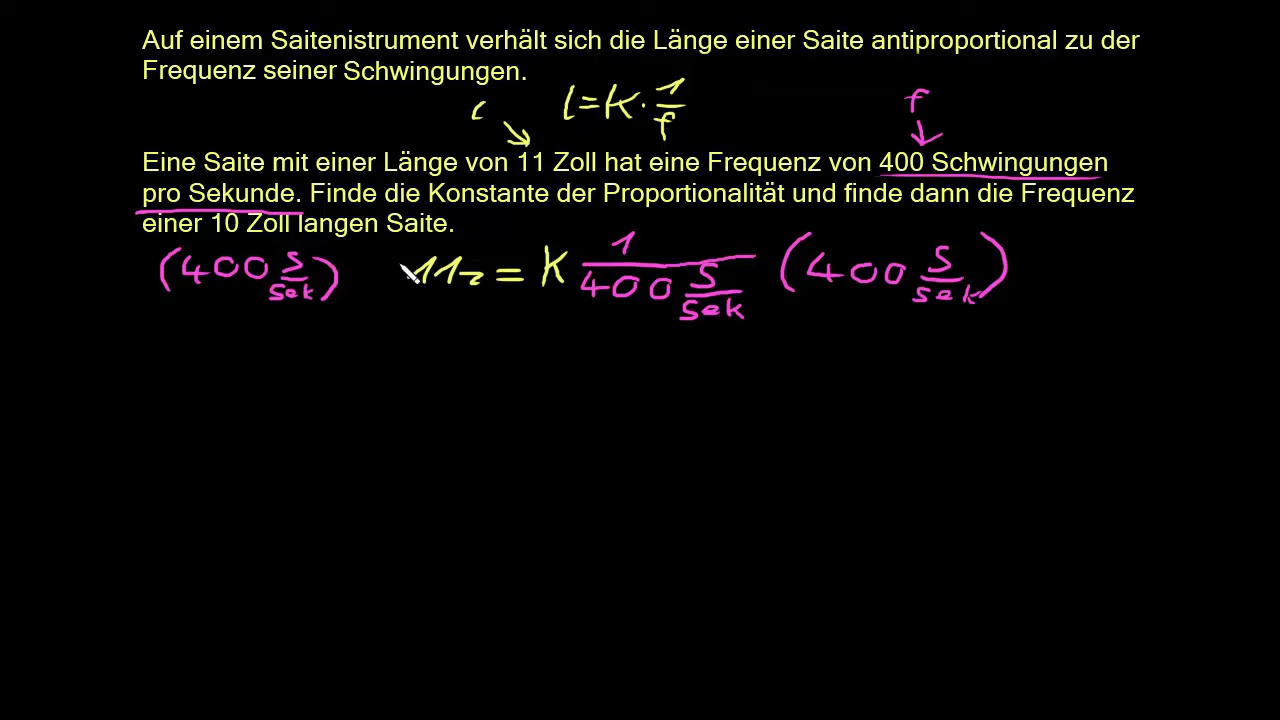 Auf einem Saitenistrument verhält sich die Länge einer Saite antiproportional zu der
Frequenz seiner Schwingungen.
l l = K · 1/f f
Eine Saite mit einer Länge von 11 Zoll hat eine Frequenz von 400 Schwingungen
pro Sekunde. Finde die Konstante der Proportionalität und finde dann die Frequenz
einer 10 Zoll langen Saite.
(400 S/sek) 11z = K 1/(400 S/sek) (400 S/sek)